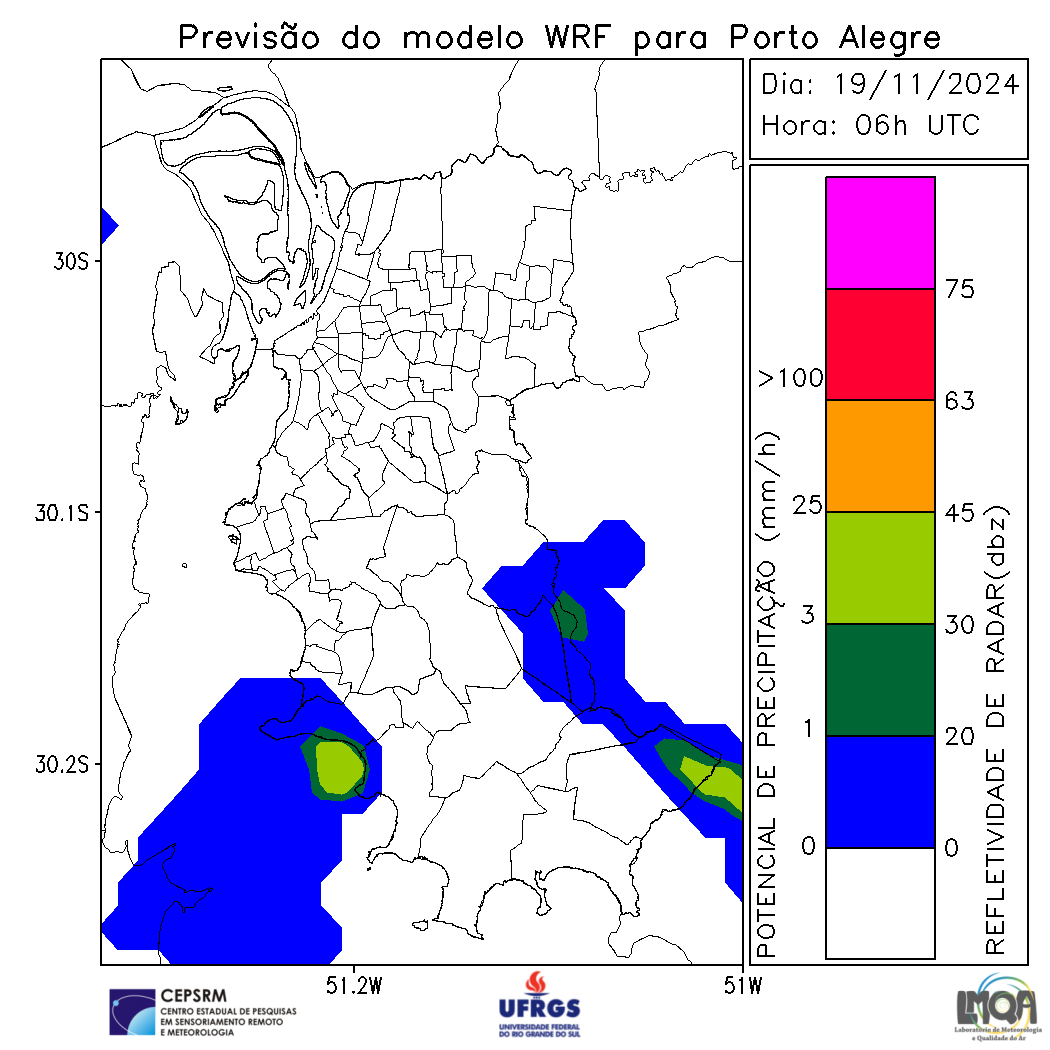 Previsão do modelo WRF para Porto Alegre
Dia: 19/11/2024
Hora: 06h UTC
30S
30.1S
30.2S
51.2W
51W
POTENCIAL DE PRECIPITAÇÃO (mm/h)
>100
25
3
1
0
75
63
45
30
20
0
REFLETIVIDADE DE RADAR(dbz)
CEPSRM
CENTRO ESTADUAL DE PESQUISAS
EM SENSORIAMENTO REMOTO
E METEOROLOGIA
UFRGS
UNIVERSIDADE FEDERAL
DO RIO GRANDE DO SUL
LMQA
Laboratório de Meteorologia
e Qualidade do Ar